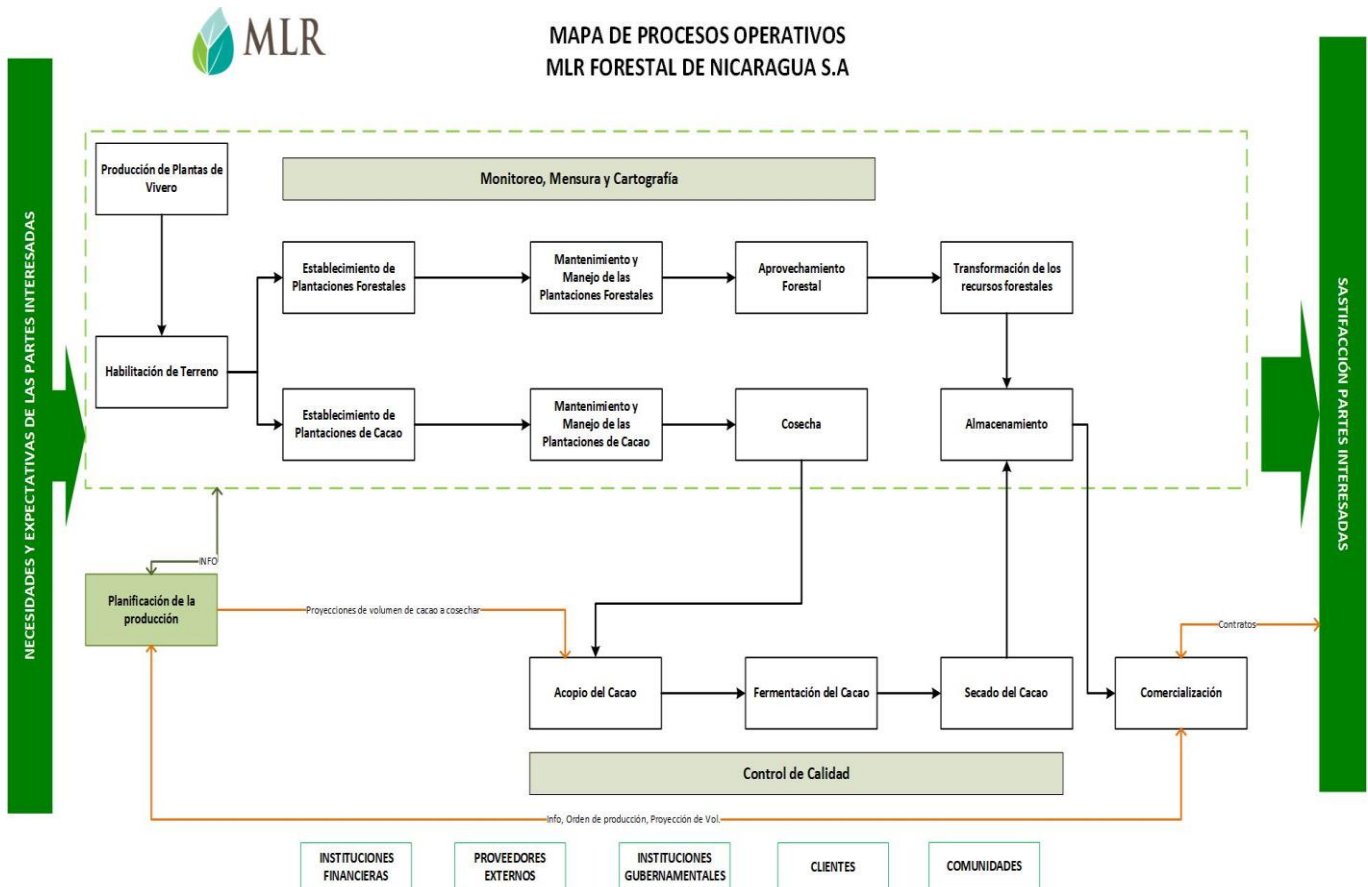 MLR
MAPA DE PROCESOS OPERATIVOS
MLR FORESTAL DE NICARAGUA S.A
NECESIDADES Y EXPECTATIVAS DE LAS PARTES INTERESADAS
Producción de Plantas de
Vivero
Monitoreo, Mensura y Cartografía
Establecimiento de
Plantaciones Forestales
Mantenimiento y
Manejo de las
Plantaciones Forestales
Aprovechamiento
Forestal
Transformación de los
recursos forestales
Habilitación de Terreno
Establecimiento de
Plantaciones de Cacao
Mantenimiento y
Manejo de las
Plantaciones de Cacao
Cosecha
Almacenamiento
SASTIFACCIÓN PARTES INTERESADAS
INFO
Planificación de la
producción
Proyecciones de volumen de cacao a cosechar
Contratos
Acopio del Cacao
Fermentación del Cacao
Secado del Cacao
Comercialización
Control de Calidad
Info, Orden de producción, Proyección de Vol.
INSTITUCIONES
FINANCIERAS
PROVEEDORES
EXTERNOS
INSTITUCIONES
GUBERNAMENTALES
CLIENTES
COMUNIDADES